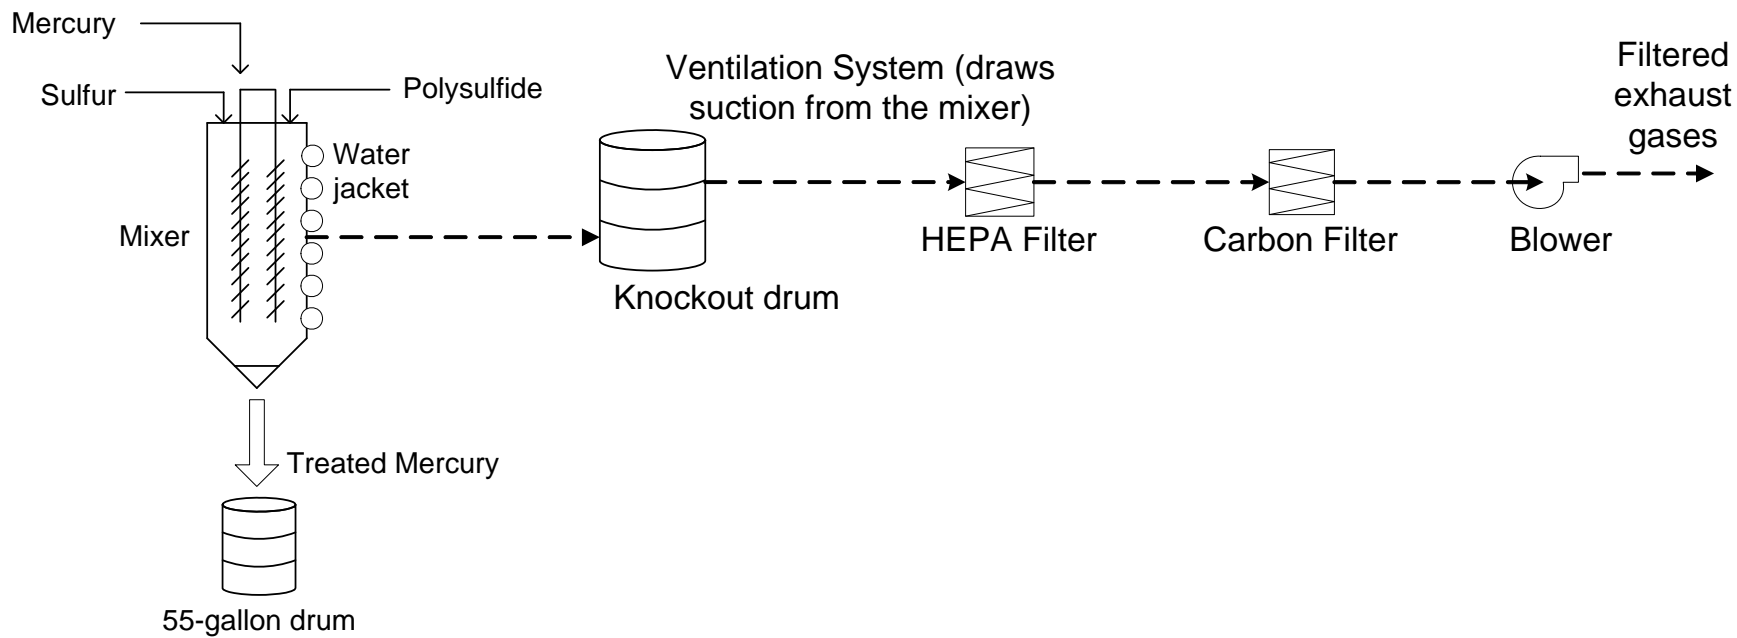 Mercury
Sulfur
Polysulfide
Water
jacket
Mixer
Ventilation System (draws
suction from the mixer)
Knockout drum
HEPA Filter
Carbon Filter
Blower
Filtered
exhaust
gases
Treated Mercury
55-gallon drum